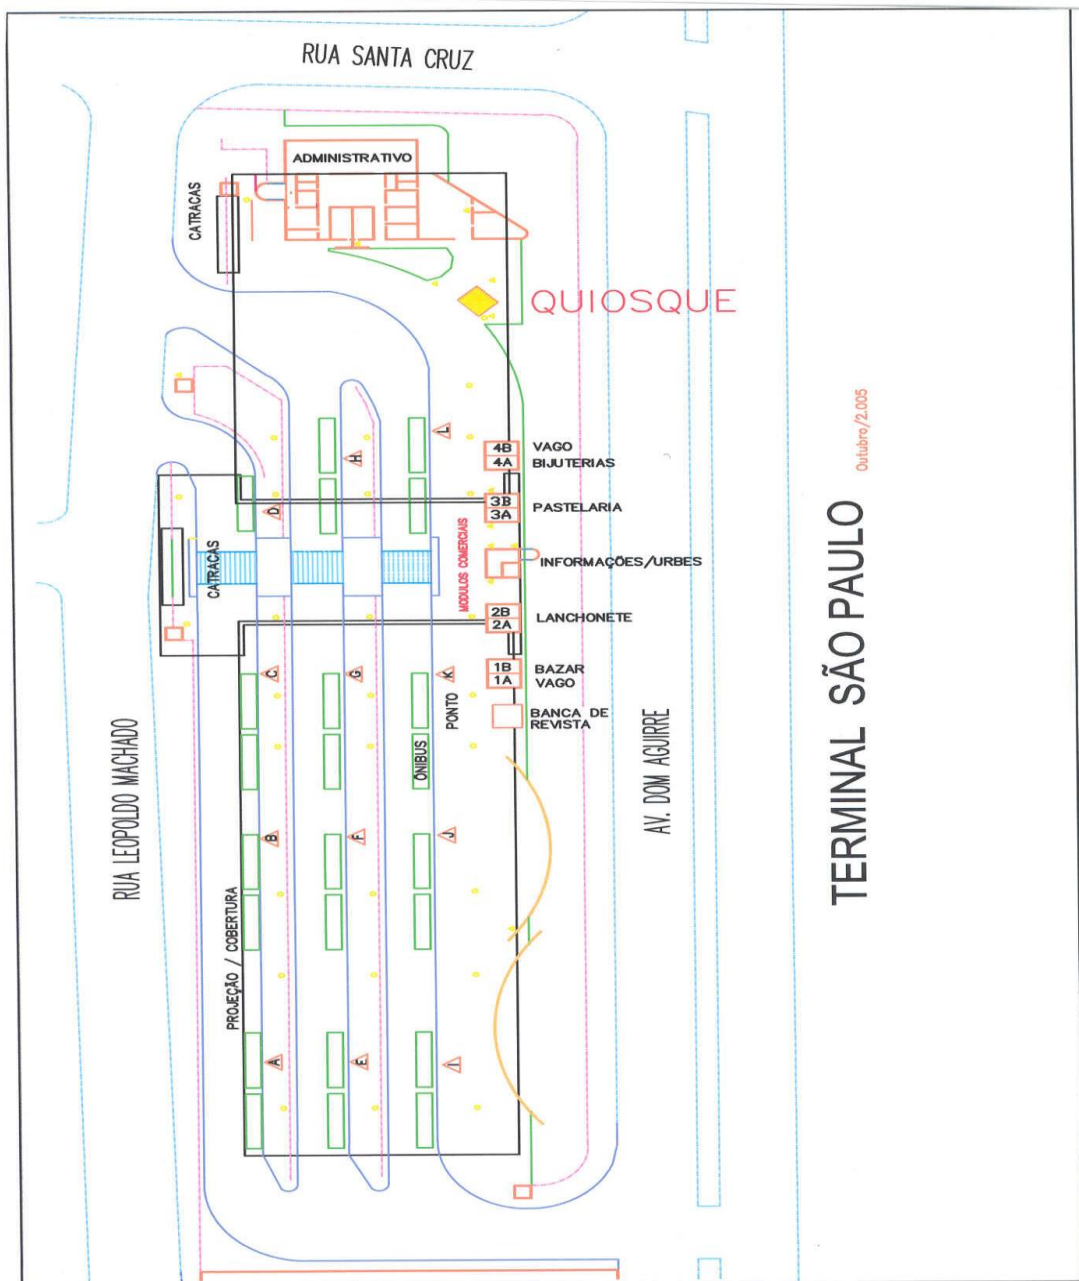 RUA SANTA CRUZ
ADMINISTRATIVO
CATRACAS
QUIOSQUE
L
H
D
4B
VAGO
4A
BIJUTERIAS
3B
3A
PASTELARIA
MODULOS COMERCIAIS
CATRACAS
INFORMAÇÕES/URBES
2B
2A
LANCHONETE
1B
BAZAR
1A
VAGO
C
G
K
PONTO
BANCA DE
REVISTA
ÔNIBUS
B
F
J
PROJEÇÃO / COBERTURA
A
E
I
RUA LEOPOLDO MACHADO
AV. DOM AGUIRRE
TERMINAL SÃO PAULO
Outubro/2.005